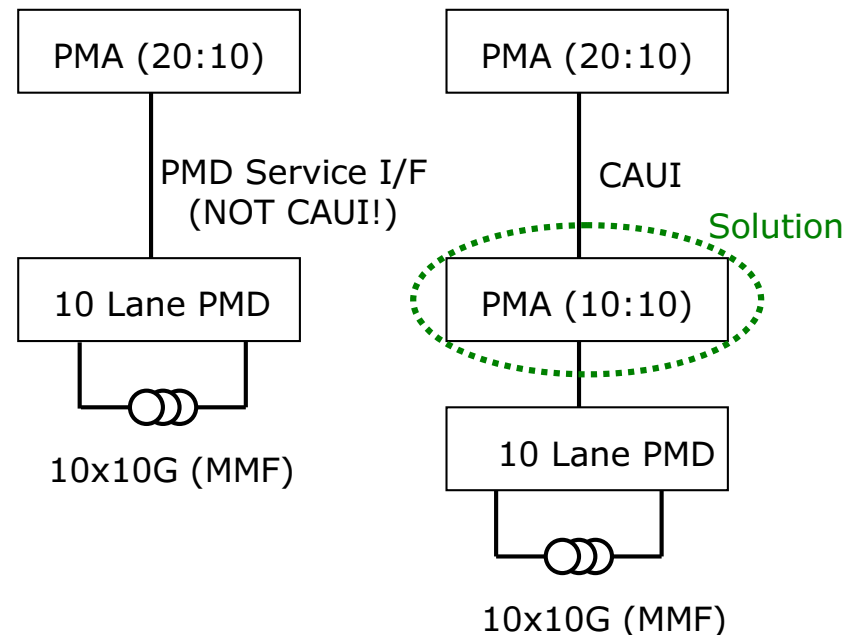 PMA (20:10)
PMD Service I/F
(NOT CAUI!)
10 Lane PMD
10x10G (MMF)
PMA (20:10)
CAUI
Solution
PMA (10:10)
10 Lane PMD
10x10G (MMF)